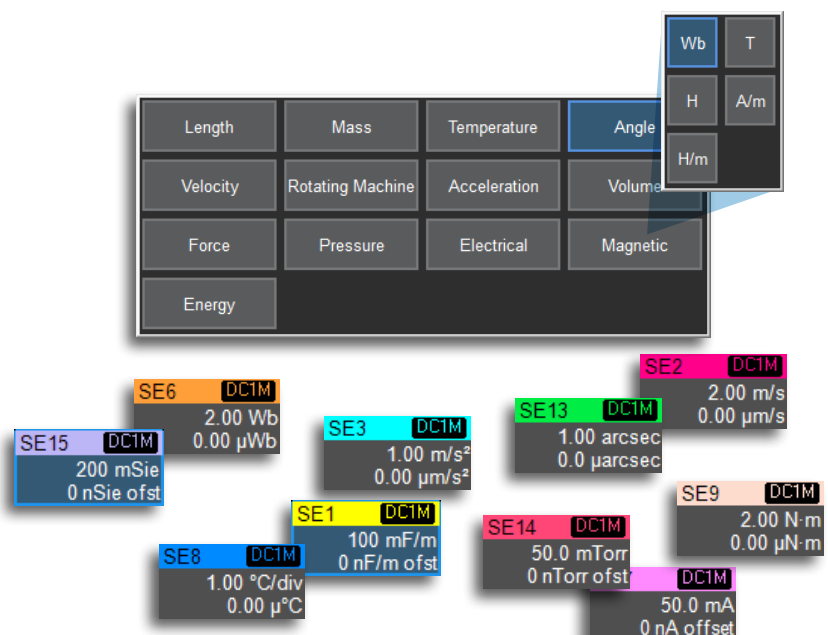 Wb T
H A/m
H/m
Length Mass Temperature Angle
Velocity Rotating Machine Acceleration Volume
Force Pressure Electrical Magnetic
Energy
SE2 DC1M
2.00 m/s
0.00 µm/s
SE6 DC1M
2.00 Wb
0.00 µWb
SE13 DC1M
1.00 arcsec
0.0 µarcsec
SE3 DC1M
1.00 m/s²
0.00 µm/s²
SE15 DC1M
200 mSie
0 nSie ofst
SE9 DC1M
2.00 N·m
0.00 µN·m
SE1 DC1M
100 mF/m
0 nF/m ofst
SE14 DC1M
50.0 mTorr
0 nTorr ofst
SE8 DC1M
1.00 °C/div
0.00 µ°C
DC1M
50.0 mA
0 nA offset